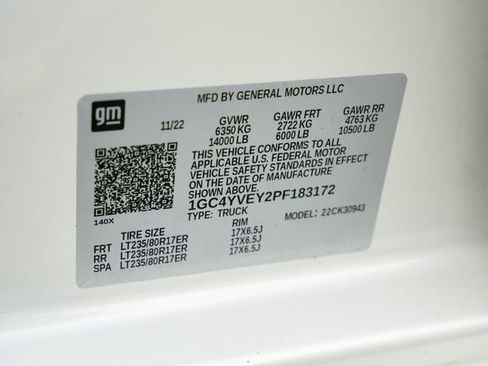 gm
MFD BY GENERAL MOTORS LLC
11/22 GVWR GAWR FRT GAWR RR
6350 KG 2722 KG 4763 KG
14000 LB 6000 LB 10500 LB
THIS VEHICLE CONFORMS TO ALL
APPLICABLE U.S. FEDERAL MOTOR
VEHICLE SAFETY STANDARDS IN EFFECT
ON THE DATE OF MANUFACTURE
SHOWN ABOVE.
1GC4YVEY2PF183172
140X TYPE: TRUCK MODEL: 22CK30943
TIRE SIZE RIM
FRT LT235/80R17ER 17X6.5J
RR LT235/80R17ER 17X6.5J
SPA LT235/80R17ER 17X6.5J